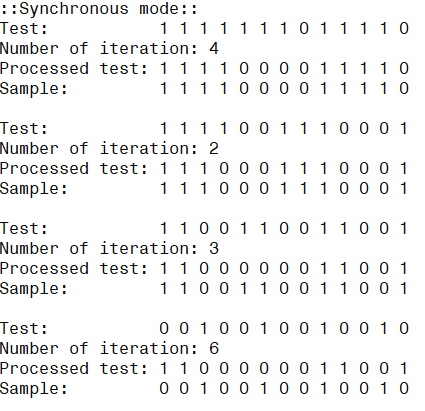 ::Synchronous mode::
Test: 1 1 1 1 1 1 1 0 1 1 1 1 0
Number of iteration: 4
Processed test: 1 1 1 1 0 0 0 0 1 1 1 1 0
Sample: 1 1 1 1 0 0 0 0 1 1 1 1 0
Test: 1 1 1 1 0 0 1 1 1 0 0 0 1
Number of iteration: 2
Processed test: 1 1 1 0 0 0 1 1 1 0 0 0 1
Sample: 1 1 1 0 0 0 1 1 1 0 0 0 1
Test: 1 1 0 0 1 1 0 0 1 1 0 0 1
Number of iteration: 3
Processed test: 1 1 0 0 0 0 0 0 1 1 0 0 1
Sample: 1 1 0 0 1 1 0 0 1 1 0 0 1
Test: 0 0 1 0 0 1 0 0 1 0 0 1 0
Number of iteration: 6
Processed test: 1 1 0 0 0 0 0 0 1 1 0 0 1
Sample: 0 0 1 0 0 1 0 0 1 0 0 1 0